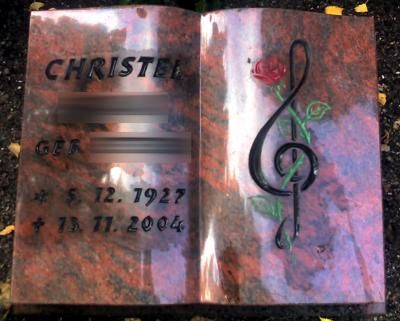 CHRISTEL
GEB
* 5. 12. 1927
† 13. 11. 2004